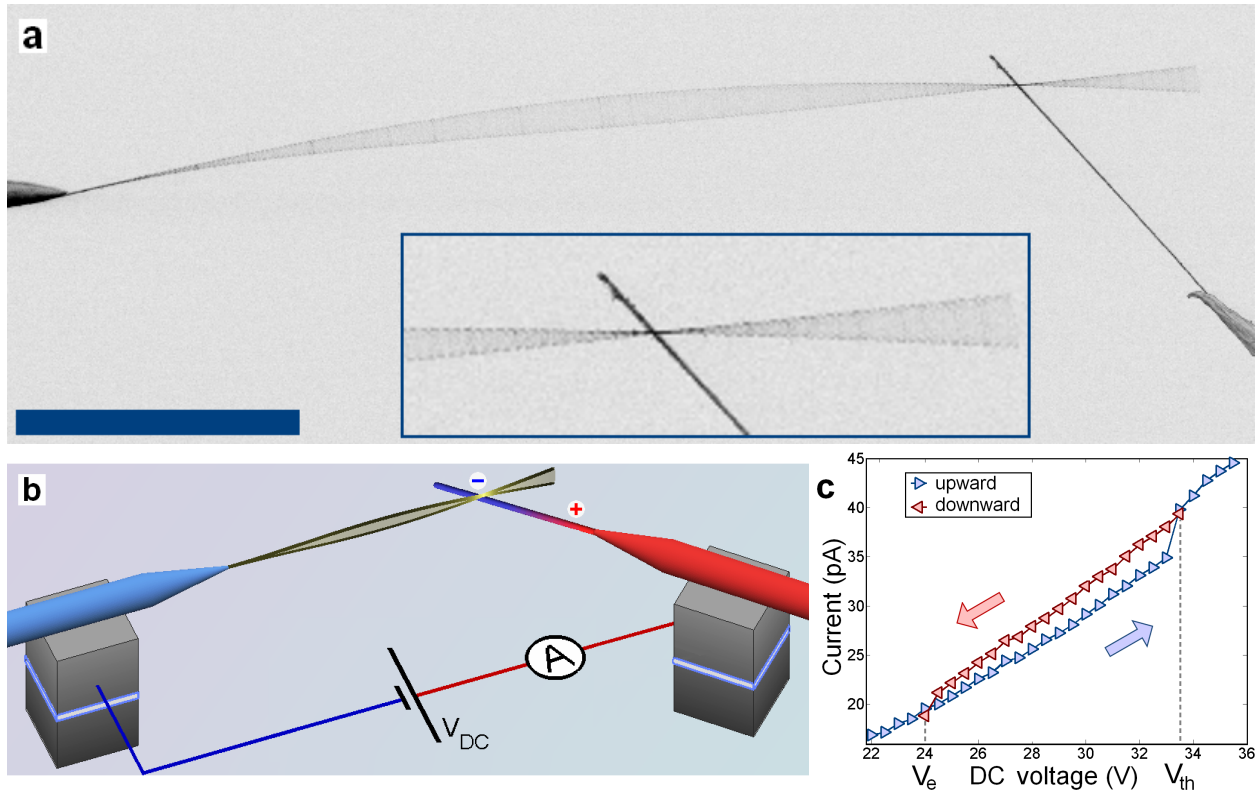 a
b
−
+
A
V_DC
c
upward
downward
Current (pA)
45
40
35
30
25
20
22
24
26
28
30
32
34
36
V_e
DC voltage (V)
V_th